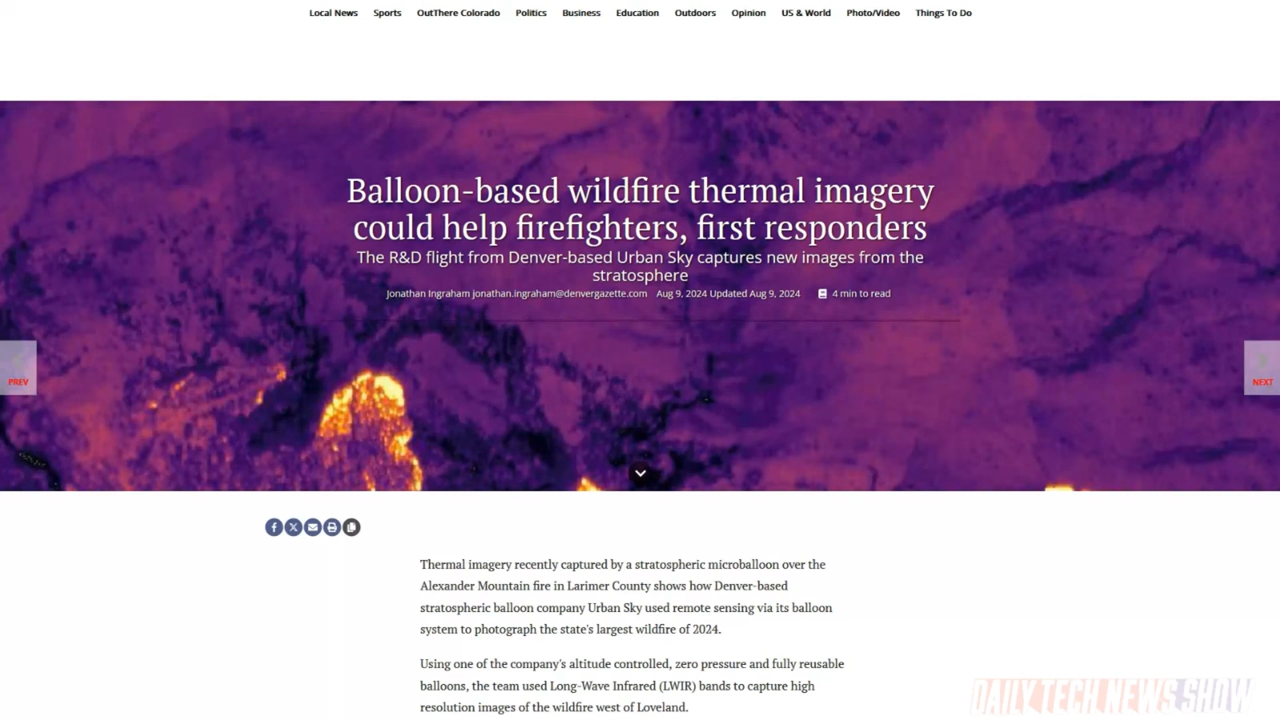 Local News Sports OutThere Colorado Politics Business Education Outdoors Opinion US & World Photo/Video Things To Do
Balloon-based wildfire thermal imagery
could help firefighters, first responders
The R&D flight from Denver-based Urban Sky captures new images from the
stratosphere
Jonathan Ingraham jonathan.ingraham@denvergazette.com Aug 9, 2024 Updated Aug 9, 2024 4 min to read
PREV
NEXT
Thermal imagery recently captured by a stratospheric microballoon over the
Alexander Mountain fire in Larimer County shows how Denver-based
stratospheric balloon company Urban Sky used remote sensing via its balloon
system to photograph the state's largest wildfire of 2024.
Using one of the company's altitude controlled, zero pressure and fully reusable
balloons, the team used Long-Wave Infrared (LWIR) bands to capture high
resolution images of the wildfire west of Loveland.
DAILY TECH NEWS SHOW